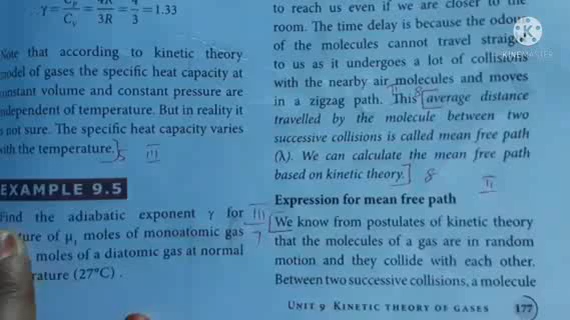 ∴ γ = Cp/Cv = 4R/3R = 4/3 = 1.33
Note that according to kinetic theory
model of gases the specific heat capacity at
constant volume and constant pressure are
independent of temperature. But in reality it
is not sure. The specific heat capacity varies
with the temperature.] 5 III
EXAMPLE 9.5
Find the adiabatic exponent γ for
mixture of μ₁ moles of monoatomic gas
moles of a diatomic gas at normal
(27°C) .
to reach us even if we are closer to the
room. The time delay is because the odour
of the molecules cannot travel straight
to us as it undergoes a lot of collisions
with the nearby air molecules and moves
in a zigzag path. This [average distance
travelled by the molecule between two
successive collisions is called mean free path
(λ). We can calculate the mean free path
based on kinetic theory.] 8 II
Expression for mean free path
III 7 [We know from postulates of kinetic theory
that the molecules of a gas are in random
motion and they collide with each other.
Between two successive collisions, a molecule
UNIT 9 KINETIC THEORY OF GASES 177
KINEMASTER